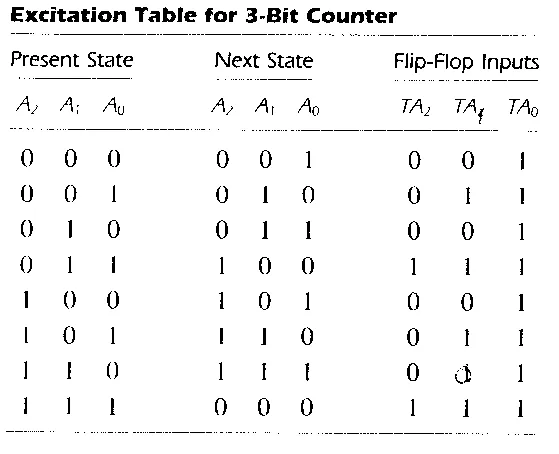 Excitation Table for 3-Bit Counter
Present State Next State Flip-Flop Inputs
A₂ A₁ A₀ A₂ A₁ A₀ TA₂ TA₁ TA₀
0 0 0 0 0 1 0 0 1
0 0 1 0 1 0 0 1 1
0 1 0 0 1 1 0 0 1
0 1 1 1 0 0 1 1 1
1 0 0 1 0 1 0 0 1
1 0 1 1 1 0 0 1 1
1 1 0 1 1 1 0 0 1
1 1 1 0 0 0 1 1 1